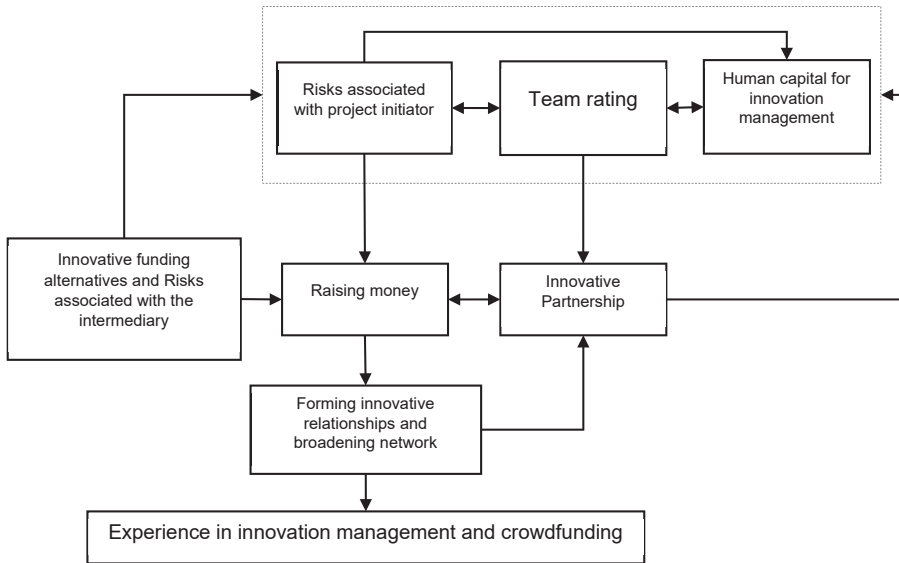 Risks associated
with project initiator
Team rating
Human capital for
innovation
management
Innovative funding
alternatives and Risks
associated with the
intermediary
Raising money
Innovative
Partnership
Forming innovative
relationships and
broadening network
Experience in innovation management and crowdfunding